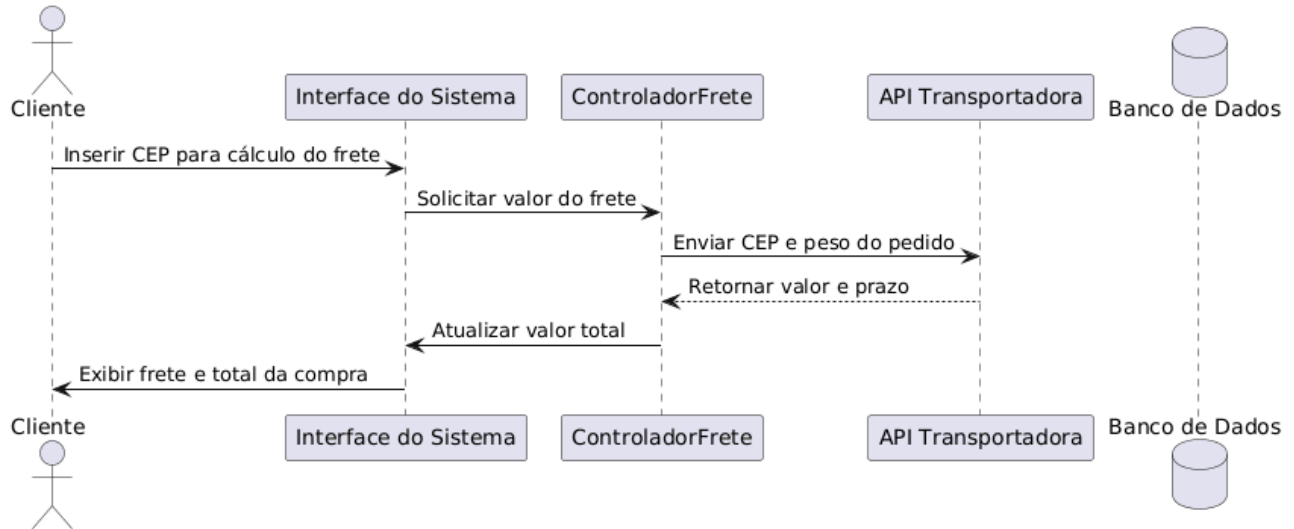 Cliente
Interface do Sistema
ControladorFrete
API Transportadora
Banco de Dados
Inserir CEP para cálculo do frete
Solicitar valor do frete
Enviar CEP e peso do pedido
Retornar valor e prazo
Atualizar valor total
Exibir frete e total da compra
Cliente
Interface do Sistema
ControladorFrete
API Transportadora
Banco de Dados